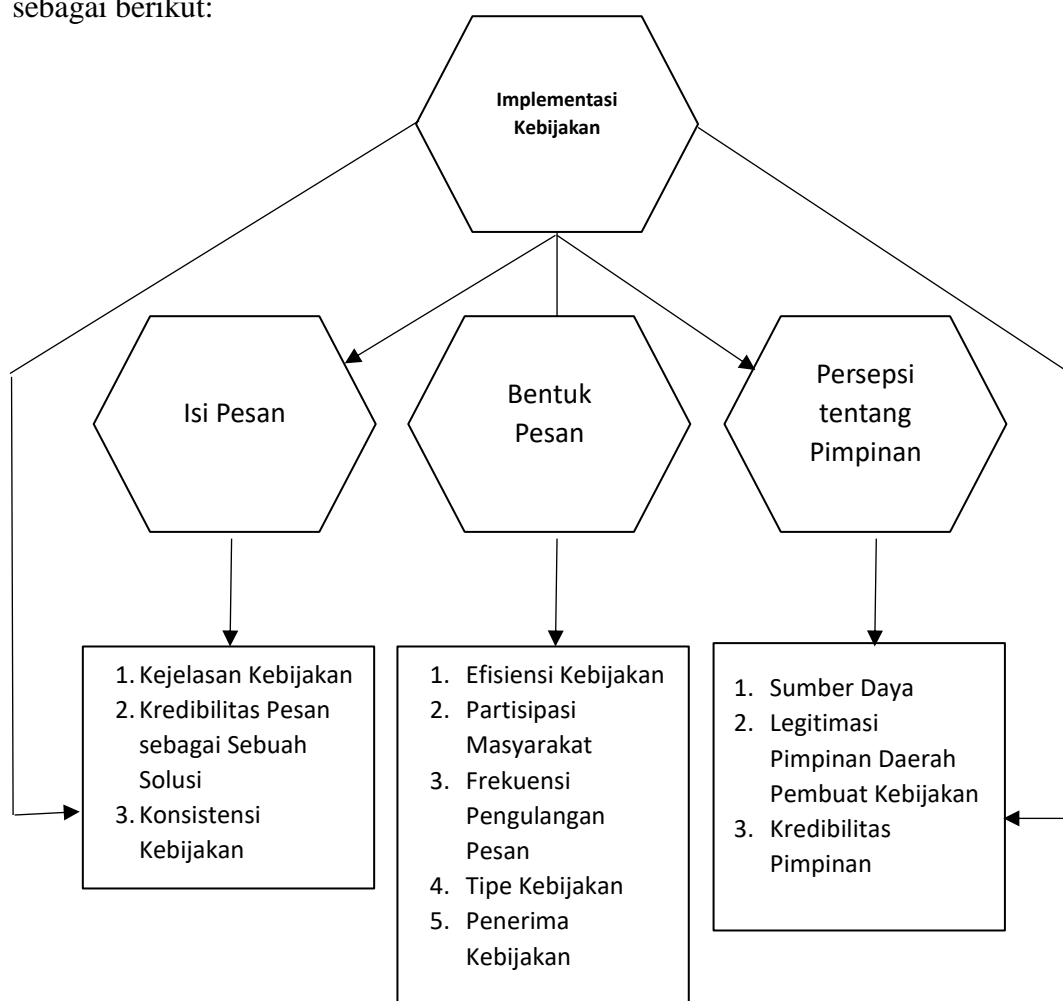 sebagai berikut:
Implementasi
Kebijakan
Isi Pesan
Bentuk
Pesan
Persepsi
tentang
Pimpinan
1. Kejelasan Kebijakan
2. Kredibilitas Pesan
sebagai Sebuah
Solusi
3. Konsistensi
Kebijakan
1. Efisiensi Kebijakan
2. Partisipasi
Masyarakat
3. Frekuensi
Pengulangan
Pesan
4. Tipe Kebijakan
5. Penerima
Kebijakan
1. Sumber Daya
2. Legitimasi
Pimpinan Daerah
Pembuat Kebijakan
3. Kredibilitas
Pimpinan